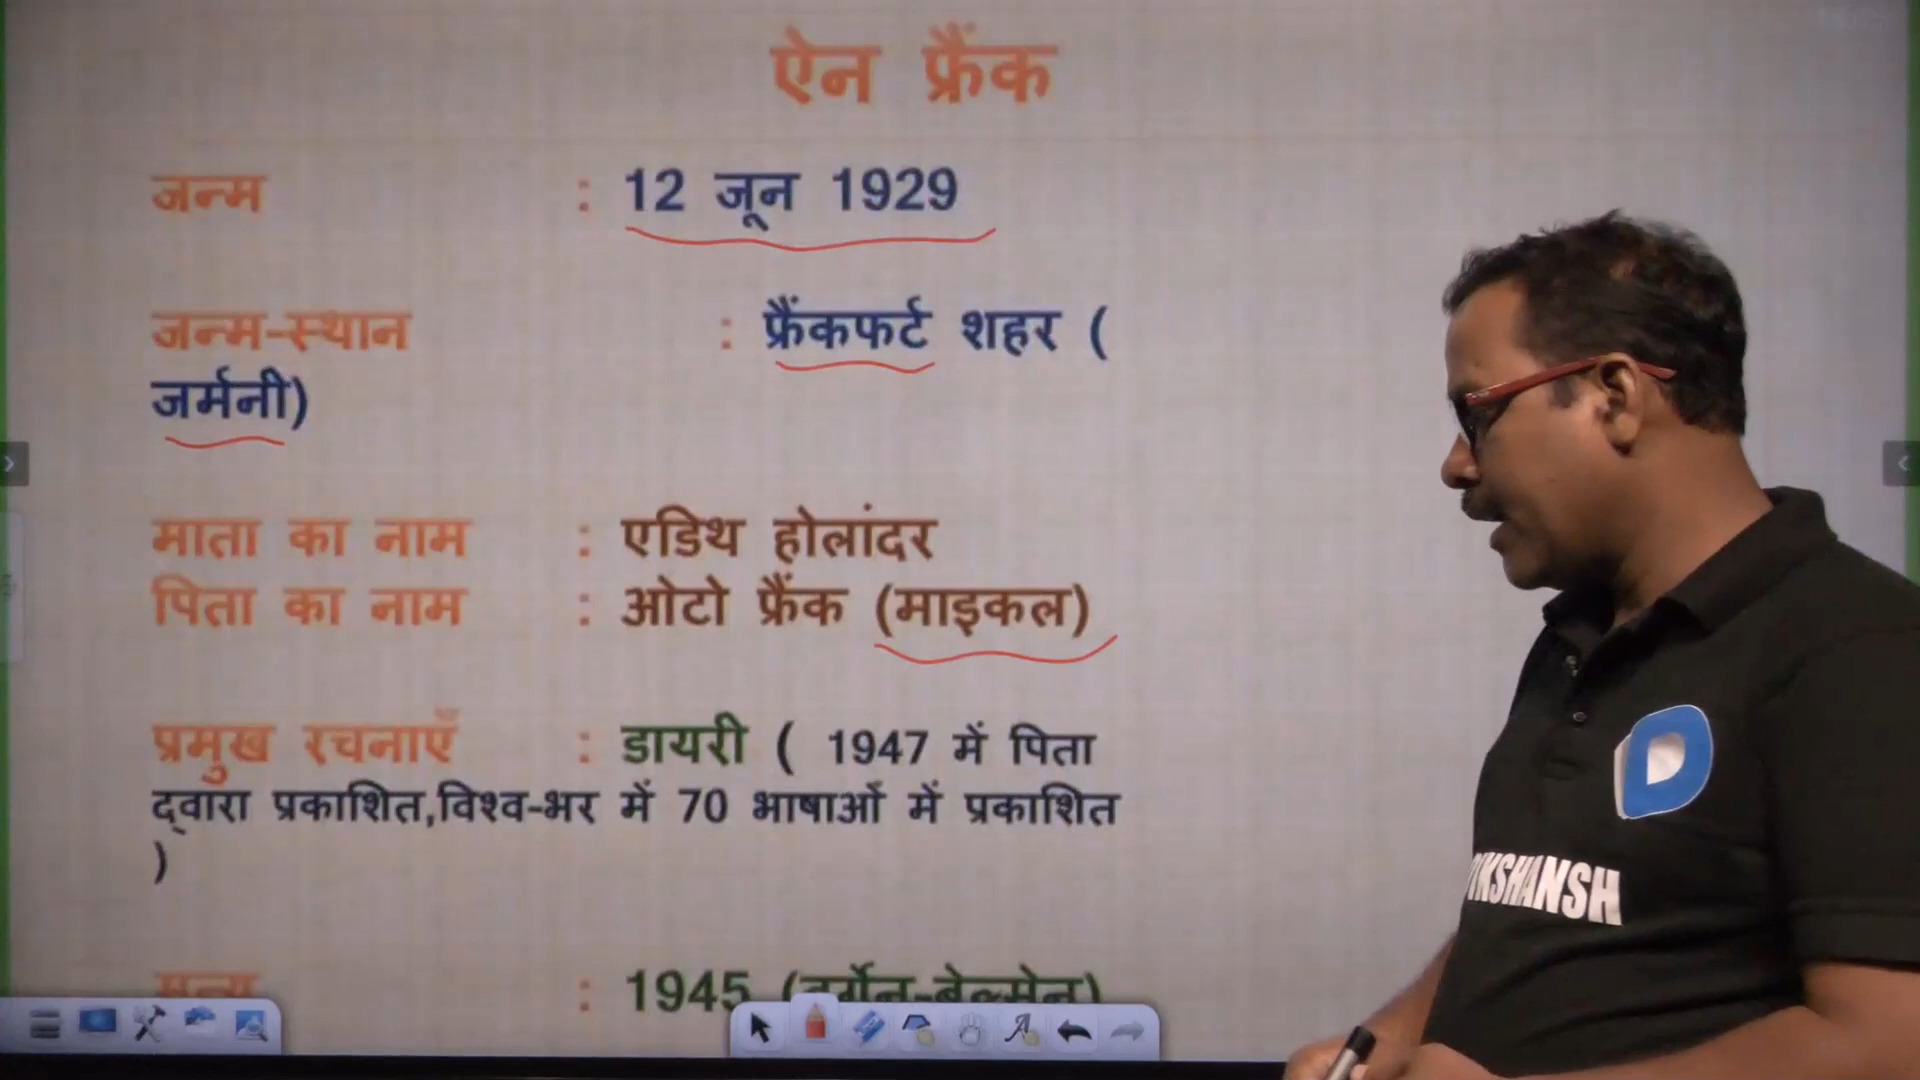 ऐन फ्रैंक
जन्म : 12 जून 1929
जन्म-स्थान : फ्रैंकफर्ट शहर (
जर्मनी)
माता का नाम : एडिथ होलांदर
पिता का नाम : ओटो फ्रैंक (माइकल)
प्रमुख रचनाएँ : डायरी ( 1947 में पिता
द्वारा प्रकाशित,विश्व-भर में 70 भाषाओं में प्रकाशित
)
: 1945